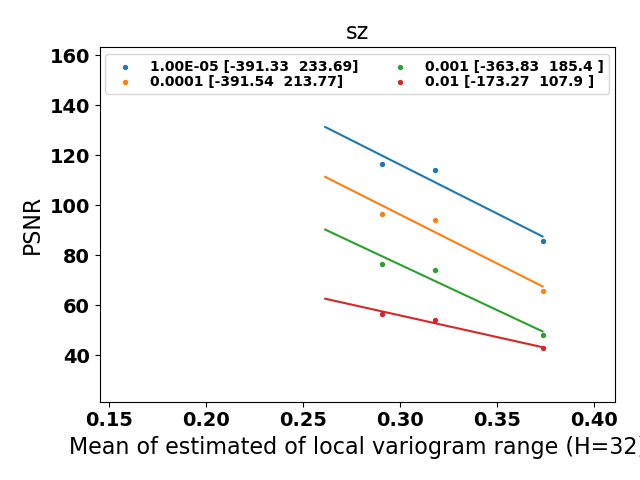 sz
160
140
120
100
80
60
40
PSNR
1.00E-05 [-391.33  233.69]
0.0001 [-391.54  213.77]
0.001 [-363.83  185.4 ]
0.01 [-173.27  107.9 ]
0.15 0.20 0.25 0.30 0.35 0.40
Mean of estimated of local variogram range (H=32)